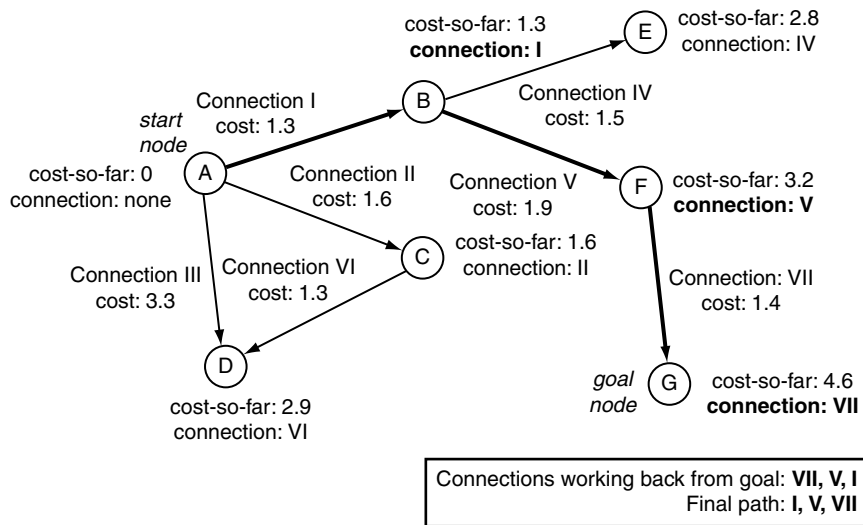 cost-so-far: 1.3
connection: I
E
cost-so-far: 2.8
connection: IV
Connection I
cost: 1.3
B
Connection IV
cost: 1.5
start
node
cost-so-far: 0
connection: none
A
Connection II
cost: 1.6
Connection V
cost: 1.9
F
cost-so-far: 3.2
connection: V
Connection III
cost: 3.3
Connection VI
cost: 1.3
C
cost-so-far: 1.6
connection: II
Connection: VII
cost: 1.4
D
cost-so-far: 2.9
connection: VI
goal
node
G
cost-so-far: 4.6
connection: VII
Connections working back from goal: VII, V, I
Final path: I, V, VII